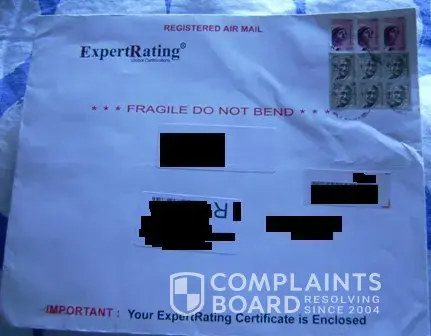 REGISTERED AIR MAIL
ExpertRating®
Global Certifications
* * * FRAGILE DO NOT BEND * * *
R
IMPORTANT : Your ExpertRating Certificate is Enclosed
COMPLAINTS
BOARD RESOLVING
SINCE 2004